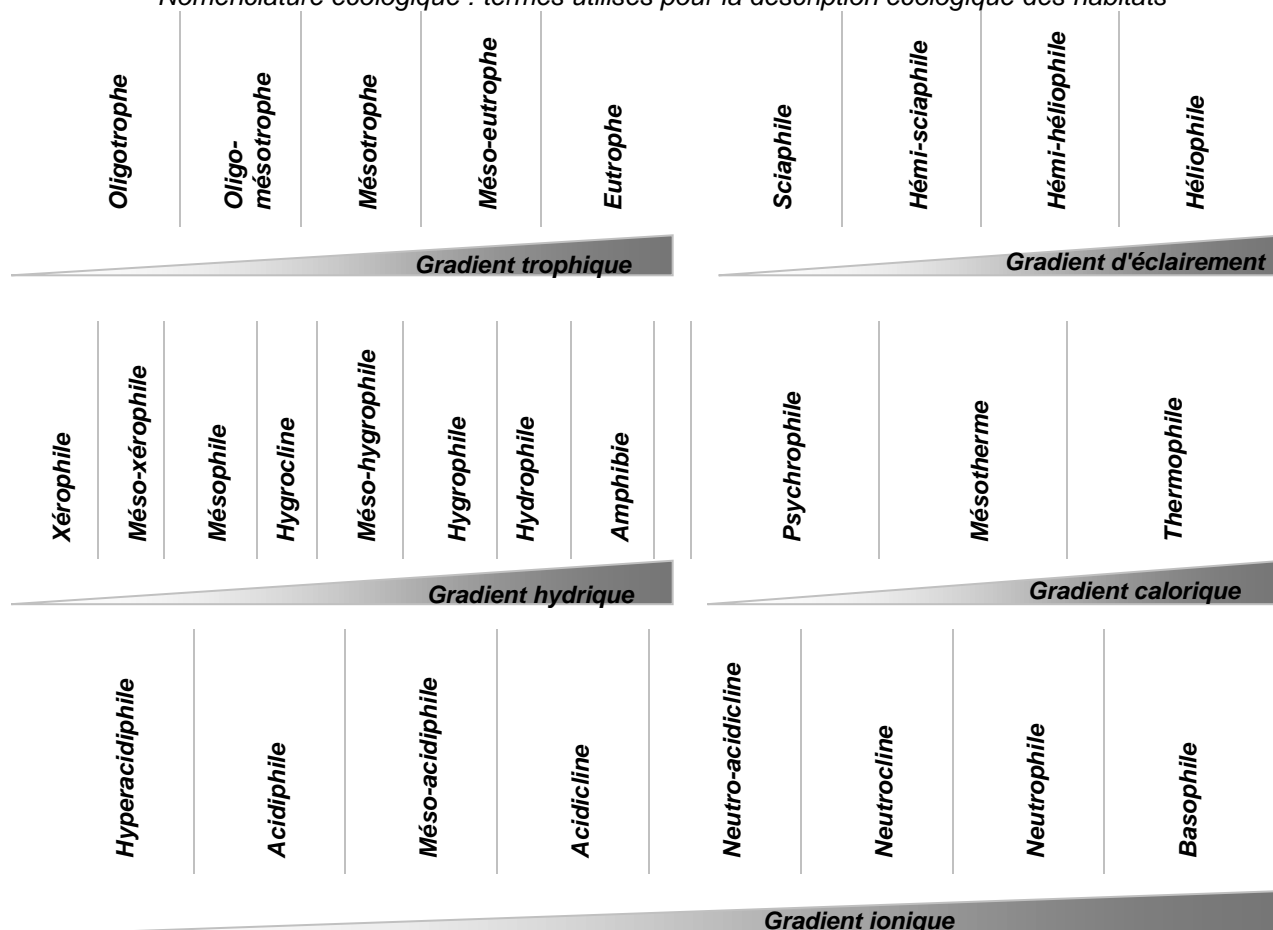 Nomenclature écologique : termes utilisés pour la description écologique des habitats
Oligotrophe
Oligo-
mésotrophe
Mésotrophe
Méso-eutrophe
Eutrophe
Gradient trophique
Sciaphile
Hémi-sciaphile
Hémi-héliophile
Héliophile
Gradient d'éclairement
Xérophile
Méso-xérophile
Mésophile
Hygrocline
Méso-hygrophile
Hygrophile
Hydrophile
Amphibie
Gradient hydrique
Psychrophile
Mésotherme
Thermophile
Gradient calorique
Hyperacidiphile
Acidiphile
Méso-acidiphile
Acidicline
Neutro-acidicline
Neutrocline
Neutrophile
Basophile
Gradient ionique